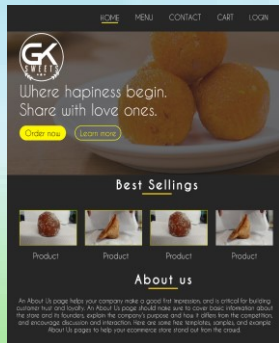 HOME MENU CONTACT CART LOGIN
GK
SWEETS
Where hapiness begin.
Share with love ones.
Order now Learn more
Best Sellings
Product Product Product Product
About us
An About Us page helps your company make a good first impression, and is critical for building
customer trust and loyalty. An About Us page should make sure to cover basic information about
the store and its founders, explain the company's purpose and how it differs from the competition,
and encourage discussion and interaction. Here are some free templates, samples, and example
About Us pages to help your ecommerce store stand out from the crowd.